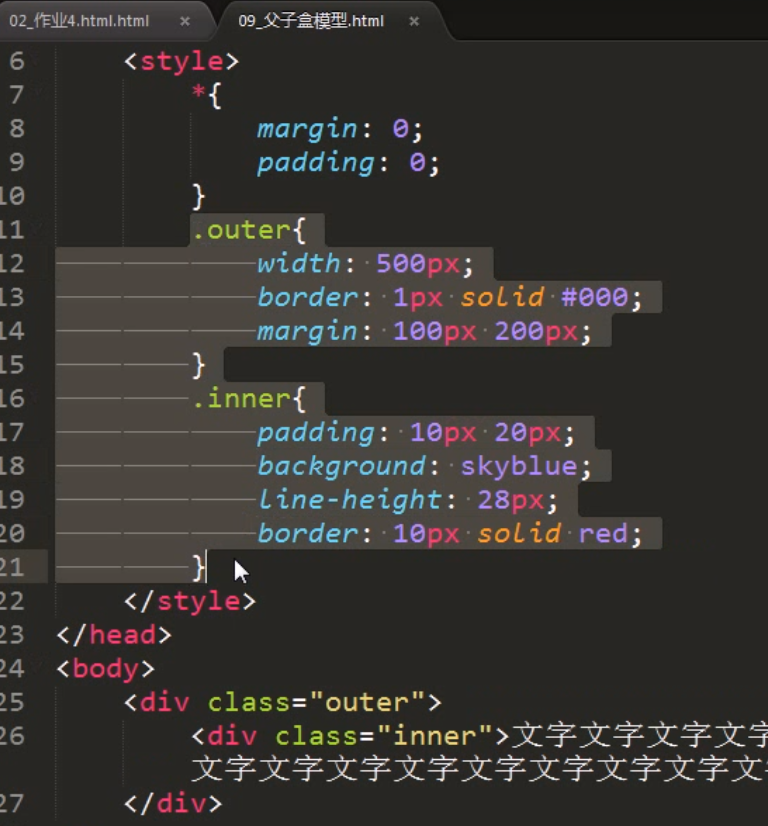 02_作业4.html.html × 09_父子盒模型.html ×
6 <style>
7 *{
8 margin: 0;
9 padding: 0;
10 }
11 .outer{
12 width: 500px;
13 border: 1px solid #000;
14 margin: 100px 200px;
15 }
16 .inner{
17 padding: 10px 20px;
18 background: skyblue;
19 line-height: 28px;
20 border: 10px solid red;
21 }
22 </style>
23 </head>
24 <body>
25 <div class="outer">
26 <div class="inner">文字文字文字文字
文字文字文字文字文字文字文字文字文
27 </div>